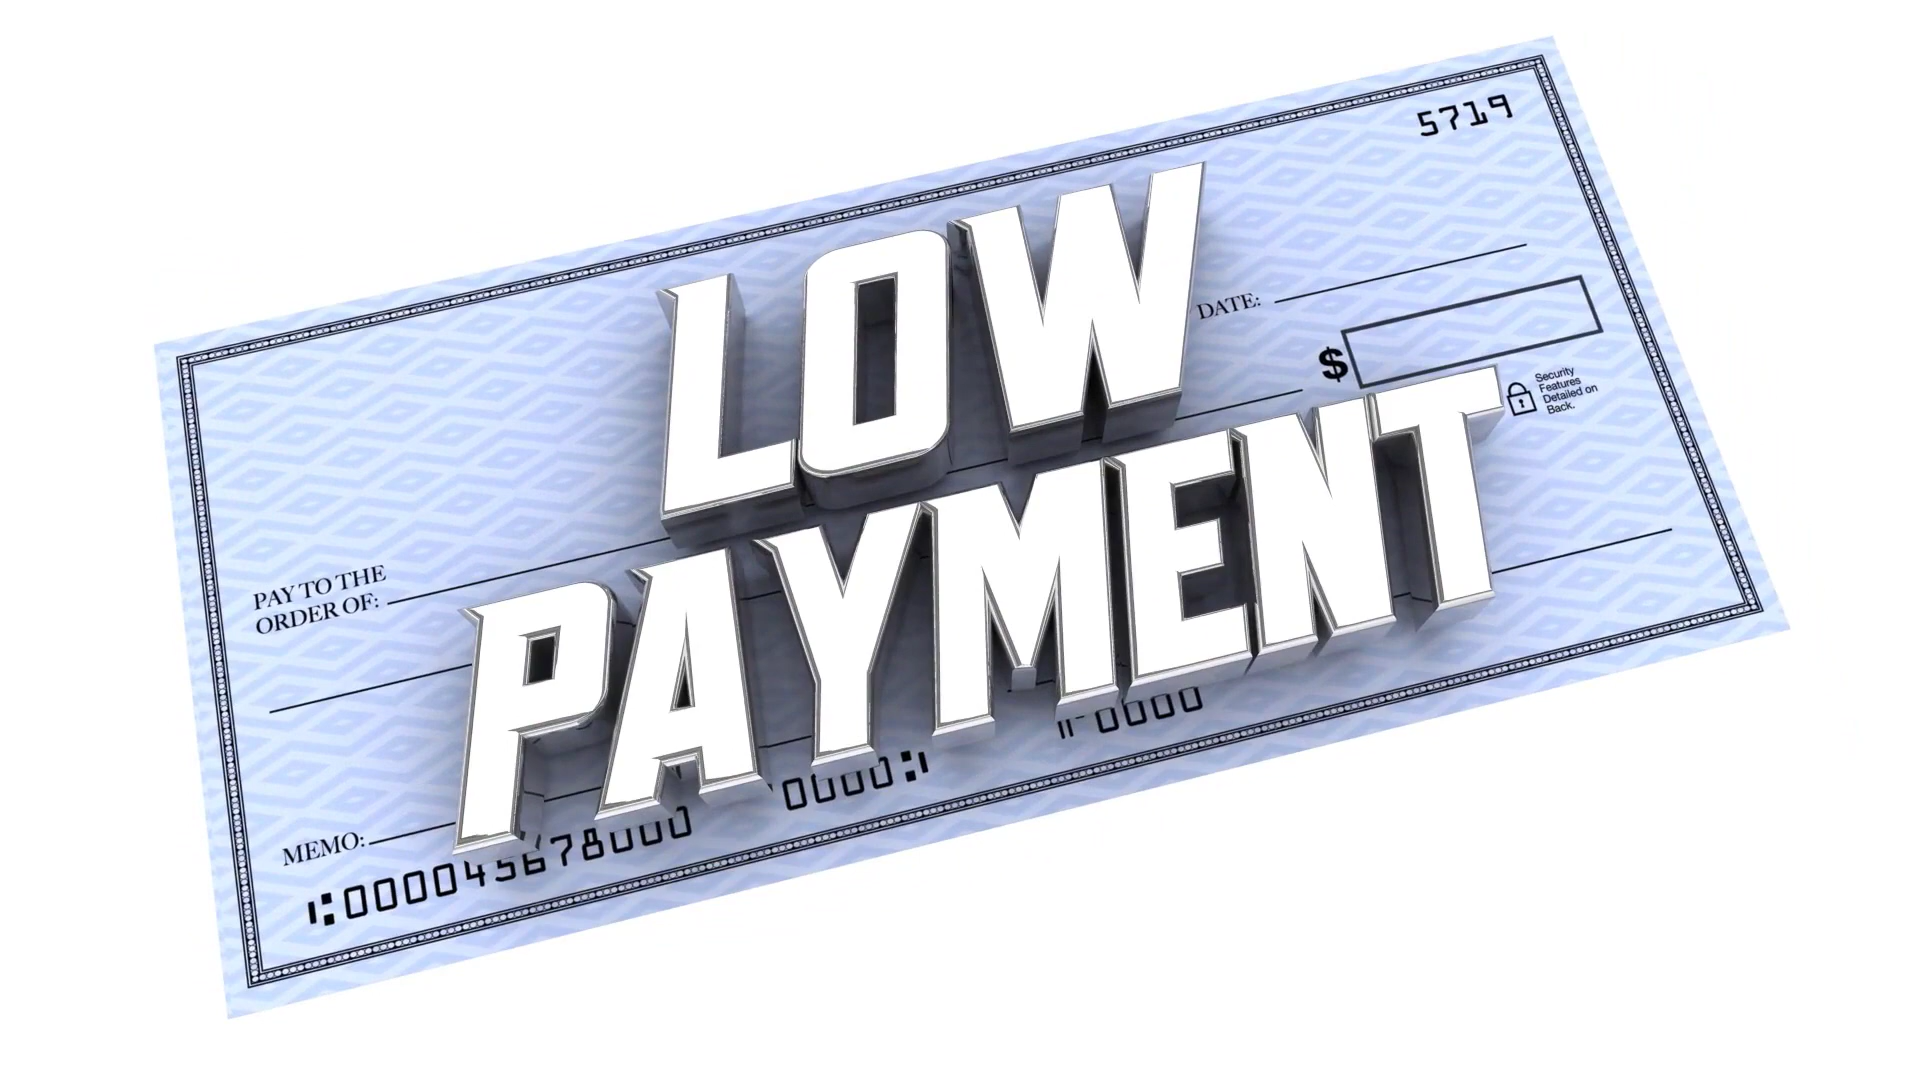 5719
LOW
DATE:
$
Security
Features
Detailed on
Back.
PAYMENT
PAY TO THE
ORDER OF:
MEMO:
⑆000045678000 0000⑆ ⑈0000